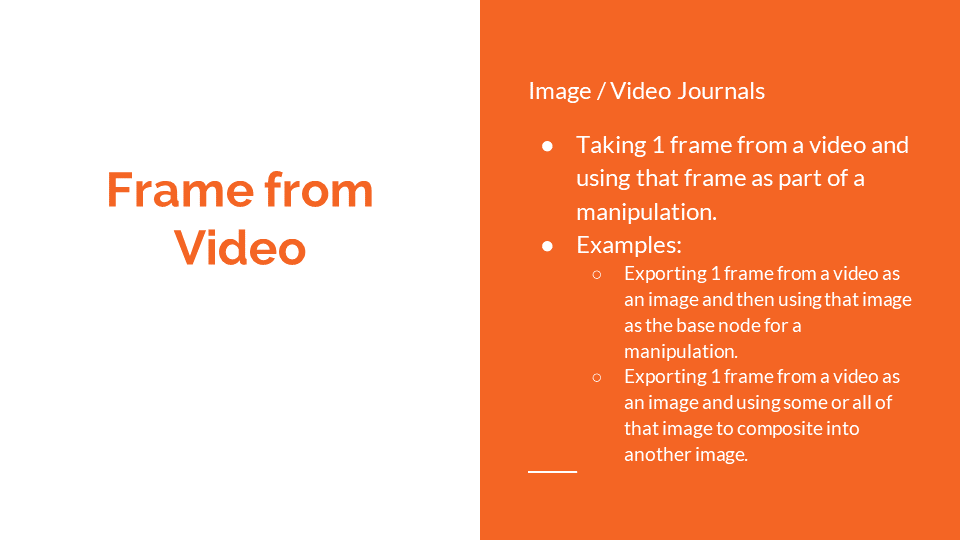 Frame from
Video
Image / Video Journals
● Taking 1 frame from a video and
using that frame as part of a
manipulation.
● Examples:
○ Exporting 1 frame from a video as
an image and then using that image
as the base node for a
manipulation.
○ Exporting 1 frame from a video as
an image and using some or all of
that image to composite into
another image.